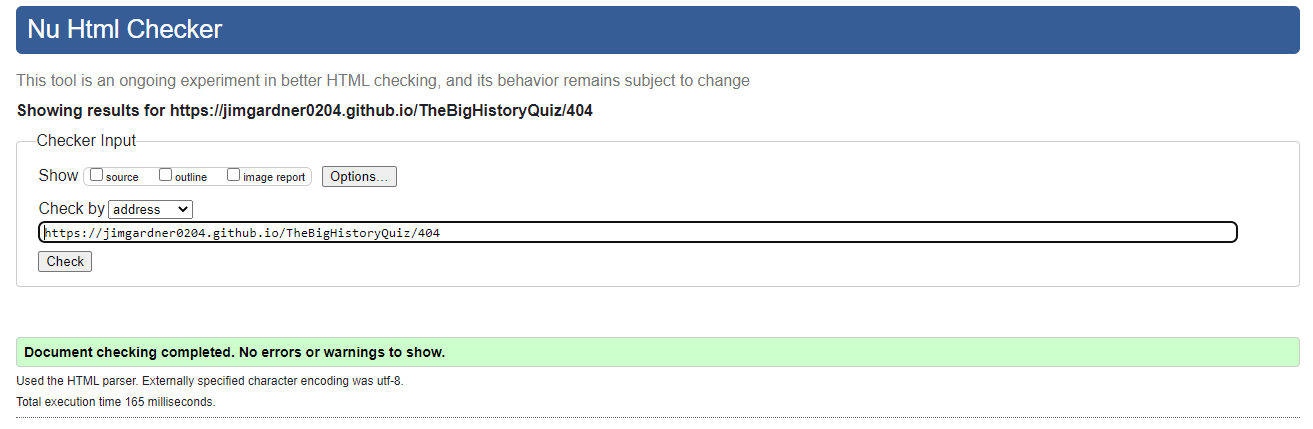 Nu Html Checker
This tool is an ongoing experiment in better HTML checking, and its behavior remains subject to change
Showing results for https://jimgardner0204.github.io/TheBigHistoryQuiz/404
Checker Input
Show source outline image report Options...
Check by address
https://jimgardner0204.github.io/TheBigHistoryQuiz/404
Check
Document checking completed. No errors or warnings to show.
Used the HTML parser. Externally specified character encoding was utf-8.
Total execution time 165 milliseconds.